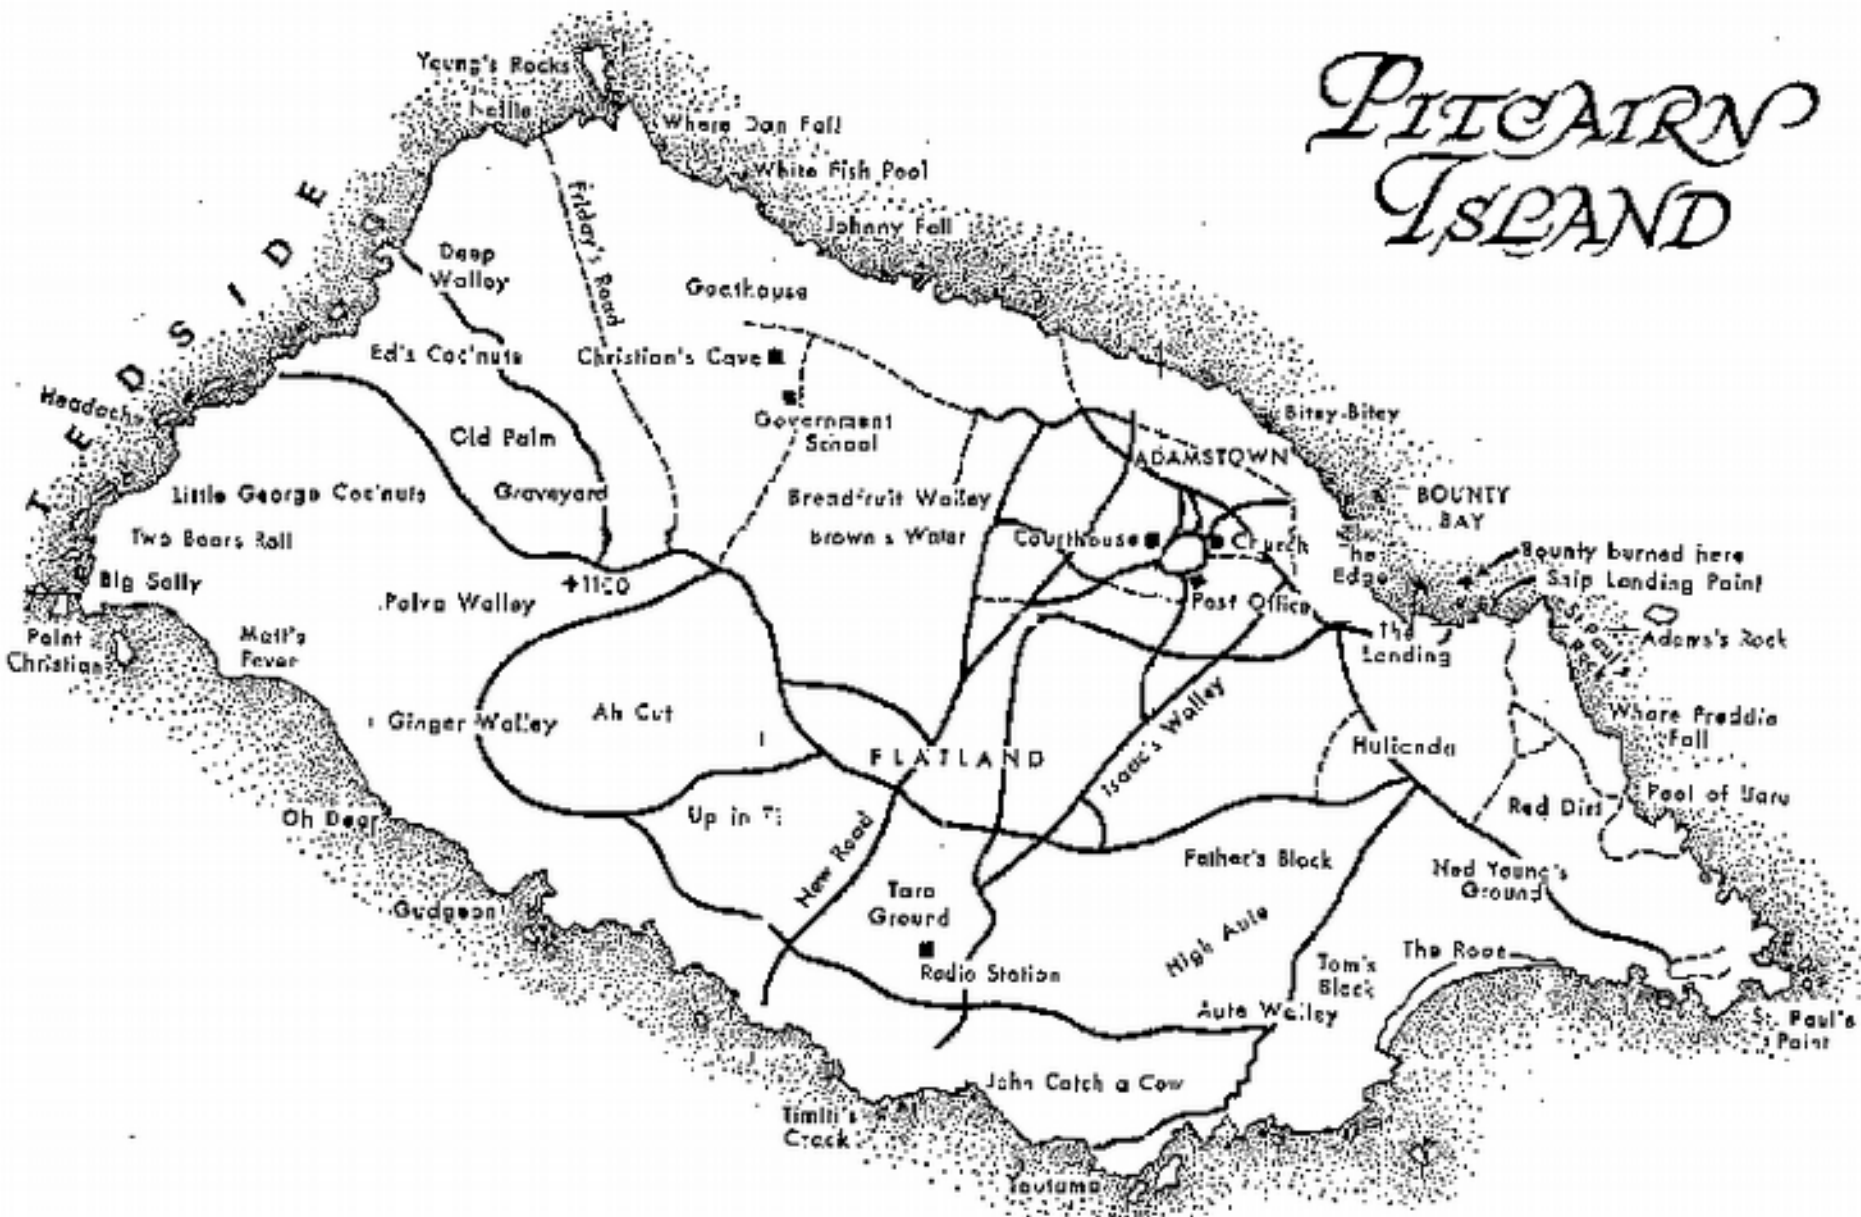 PITCAIRN
ISLAND
Young's Rocks
Nellie
Where Dan Fall
White Fish Pool
Johnny Fall
TEDSIDE
Deep
Walley
Friday's Road
Goathouse
Ed's Coc'nuts
Christian's Cave
Headache
Government
School
Bitey-Bitey
Old Palm
ADAMSTOWN
Little George Coc'nuts
Graveyard
Breadfruit Walley
BOUNTY
BAY
Two Boars Roll
Brown's Water
Courthouse
Church
The
Edge
Bounty burned here
Ship Landing Point
Big Sally
+1100
Palva Walley
Post Office
Point
Christian
Matt's
Fever
The
Landing
Adams's Rock
Ginger Walley
Ah Cut
FLATLAND
Isaac's Walley
Hulianda
Where Freddie
Fall
Oh Dear
Up in Ti
New Road
Red Dirt
Pool of Uaru
Father's Block
Ned Young's
Ground
Gudgeon
Taro
Ground
High Aute
Radio Station
Tom's
Block
The Rope
Aute Walley
St. Paul's
Point
John Catch a Cow
Timiti's
Crack
Tautama